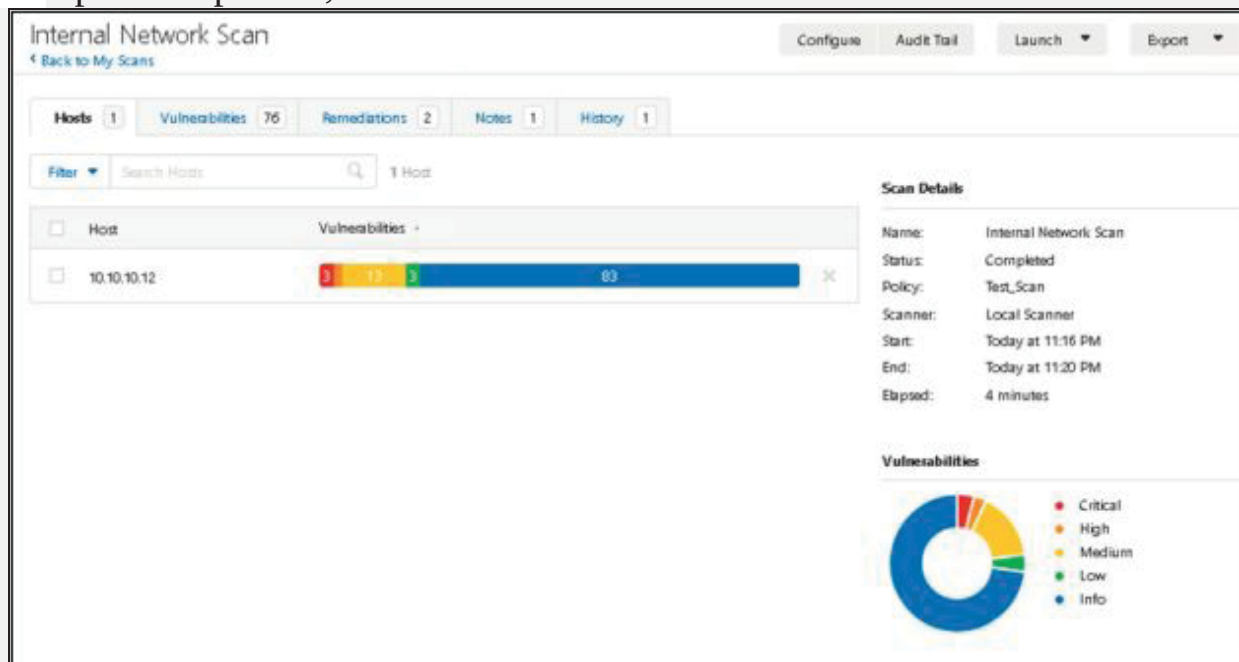 Internal Network Scan
Configure Audit Trail Launch Export
Back to My Scans
Hosts 1 Vulnerabilities 76 Remediations 2 Notes 1 History 1
Filter Search Hosts 1 Host
Host Vulnerabilities
10.10.10.12 3 3 83
Scan Details
Name: Internal Network Scan
Status: Completed
Policy: Test_Scan
Scanner: Local Scanner
Start: Today at 11:16 PM
End: Today at 11:20 PM
Elapsed: 4 minutes
Vulnerabilities
Critical
High
Medium
Low
Info